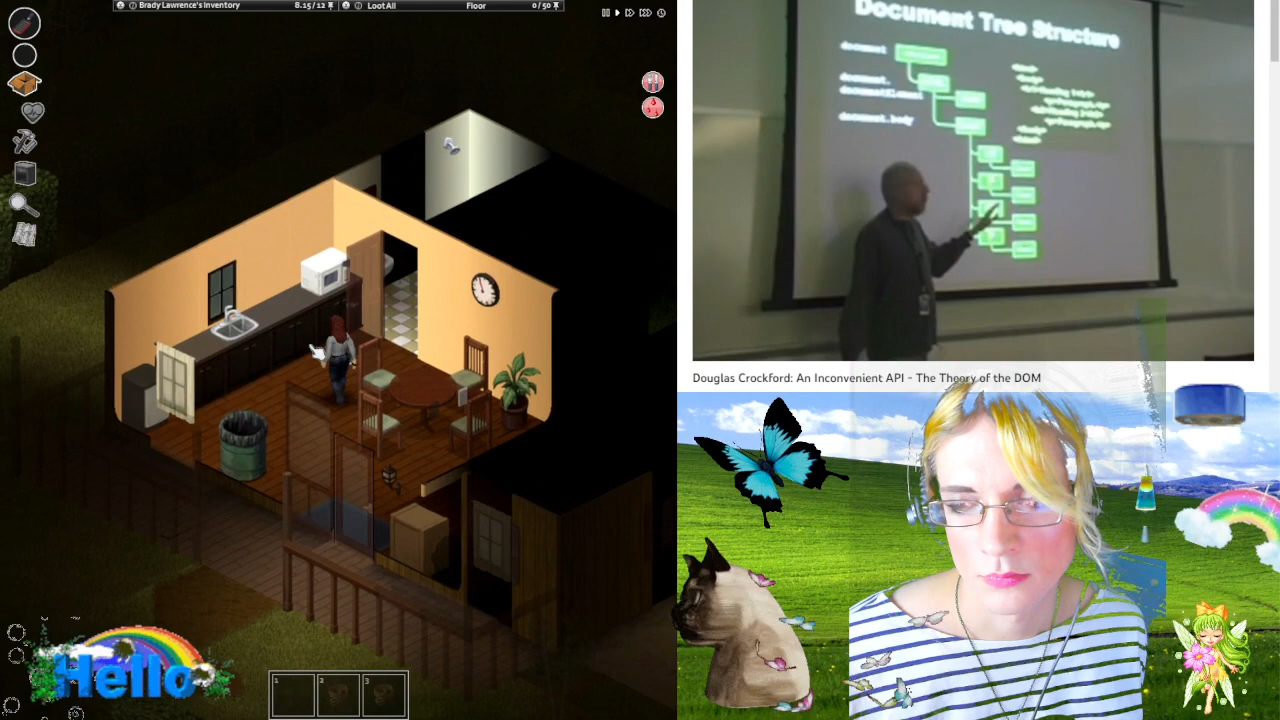 Brady Lawrence's Inventory
8.15 / 12
Loot All
Floor
0 / 50
Document Tree Structure
document
document.
documentElement
document.body
Douglas Crockford: An Inconvenient API - The Theory of the DOM
Hello
1
2
3